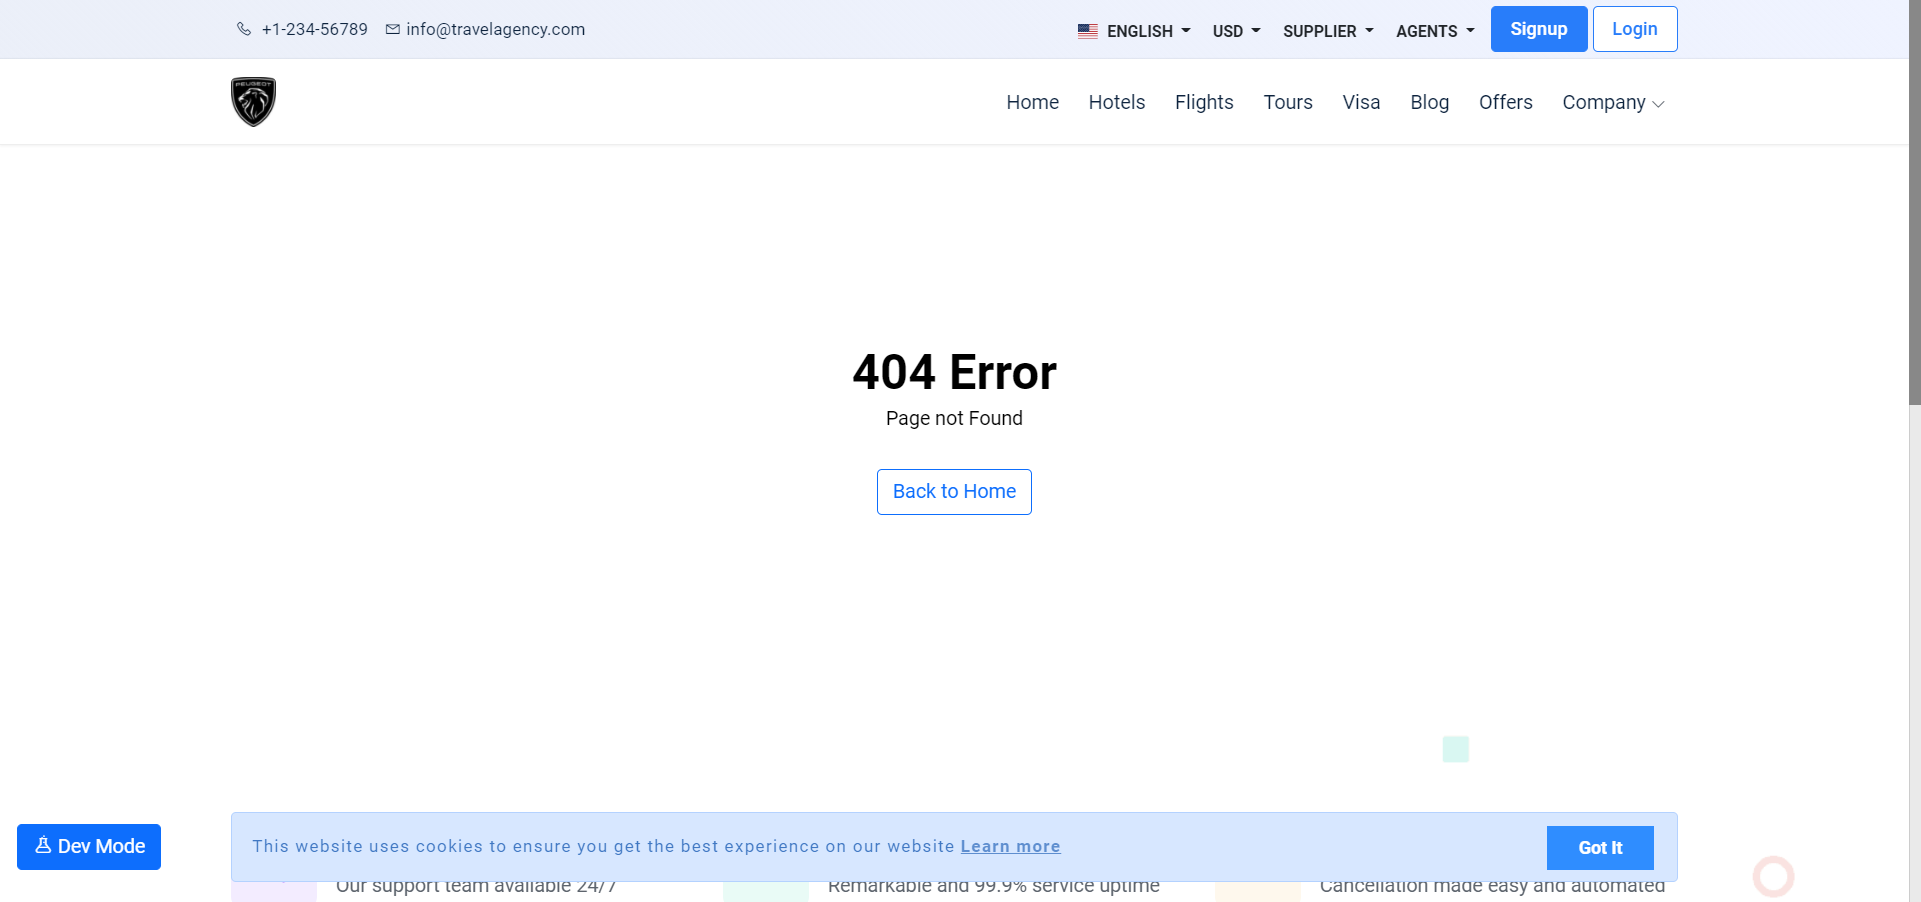 +1-234-56789 info@travelagency.com ENGLISH USD SUPPLIER AGENTS Signup Login
PEUGEOT
Home Hotels Flights Tours Visa Blog Offers Company
404 Error
Page not Found
Back to Home
Dev Mode
This website uses cookies to ensure you get the best experience on our website Learn more Got It
Our support team available 24/7 Remarkable and 99.9% service uptime Cancellation made easy and automated